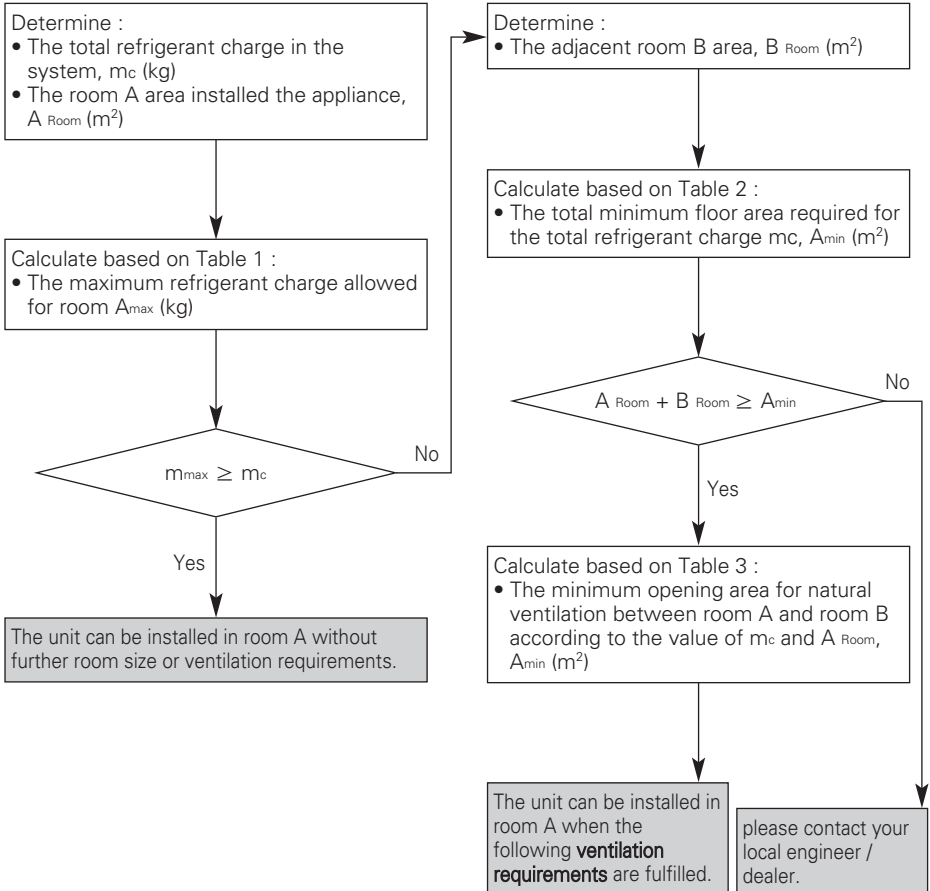 Determine :
• The total refrigerant charge in the
system, mc (kg)
• The room A area installed the appliance,
A Room (m²)
Calculate based on Table 1 :
• The maximum refrigerant charge allowed
for room Amax (kg)
mmax ≥ mc
No
Yes
The unit can be installed in room A without
further room size or ventilation requirements.
Determine :
• The adjacent room B area, B Room (m²)
Calculate based on Table 2 :
• The total minimum floor area required for
the total refrigerant charge mc, Amin (m²)
A Room + B Room ≥ Amin
No
Yes
Calculate based on Table 3 :
• The minimum opening area for natural
ventilation between room A and room B
according to the value of mc and A Room,
Amin (m²)
The unit can be installed in
room A when the
following ventilation
requirements are fulfilled.
please contact your
local engineer /
dealer.